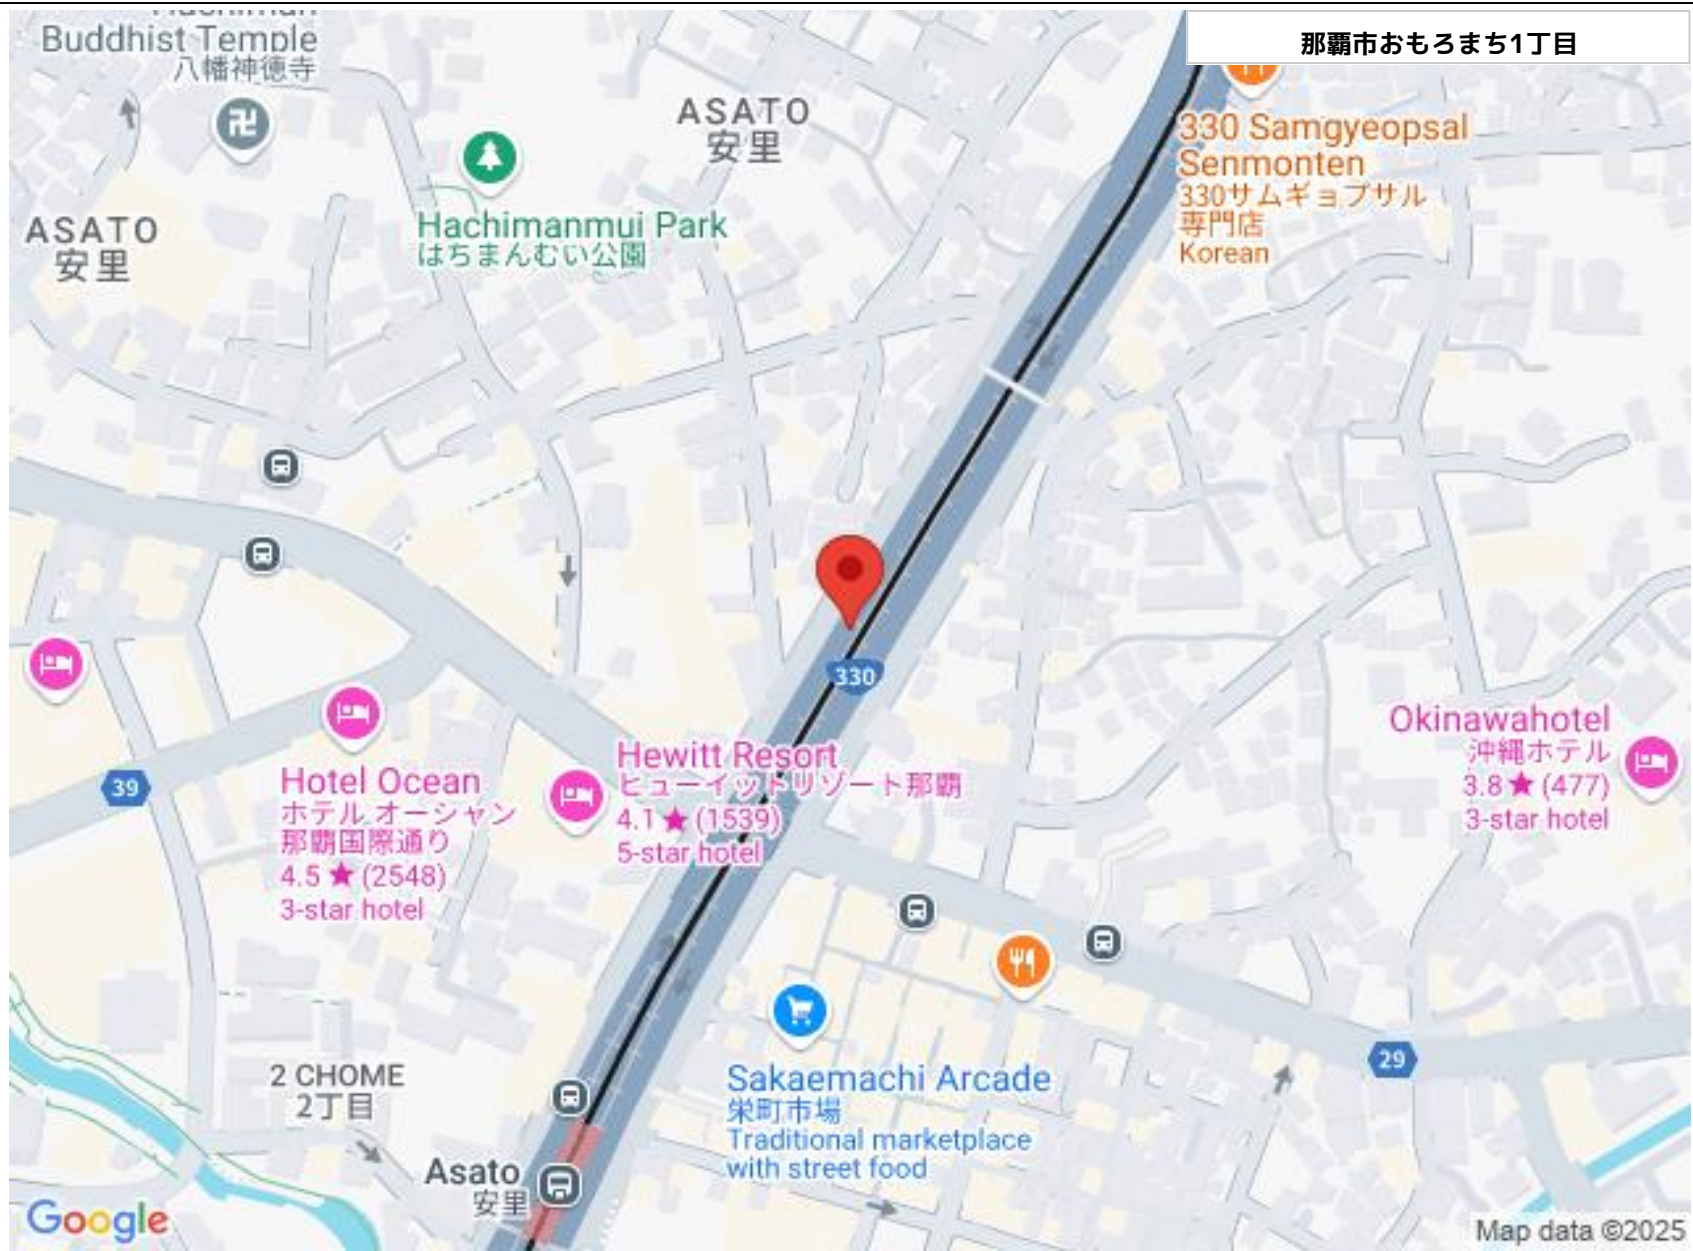 那覇市おもろまち1丁目
Buddhist Temple
八幡神徳寺
卍
ASATO
安里
330 Samgyeopsal
Senmonten
330サムギョプサル
専門店
Korean
Hachimanmui Park
はちまんむい公園
ASATO
安里
330
39
Hotel Ocean
ホテル オーシャン
那覇国際通り
4.5 ★ (2548)
3-star hotel
Hewitt Resort
ヒューイットリゾート那覇
4.1 ★ (1539)
5-star hotel
Okinawahotel
沖縄ホテル
3.8 ★ (477)
3-star hotel
29
2 CHOME
2丁目
Sakaemachi Arcade
栄町市場
Traditional marketplace
with street food
Asato
安里
Google
Map data ©2025